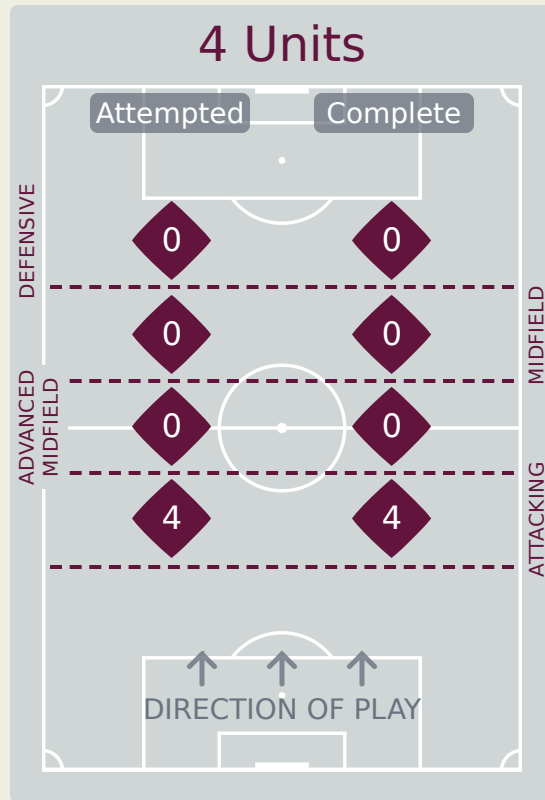 4 Units
Attempted
Complete
DEFENSIVE
0
0
MIDFIELD
0
0
ADVANCED
MIDFIELD
0
0
ATTACKING
4
4
DIRECTION OF PLAY